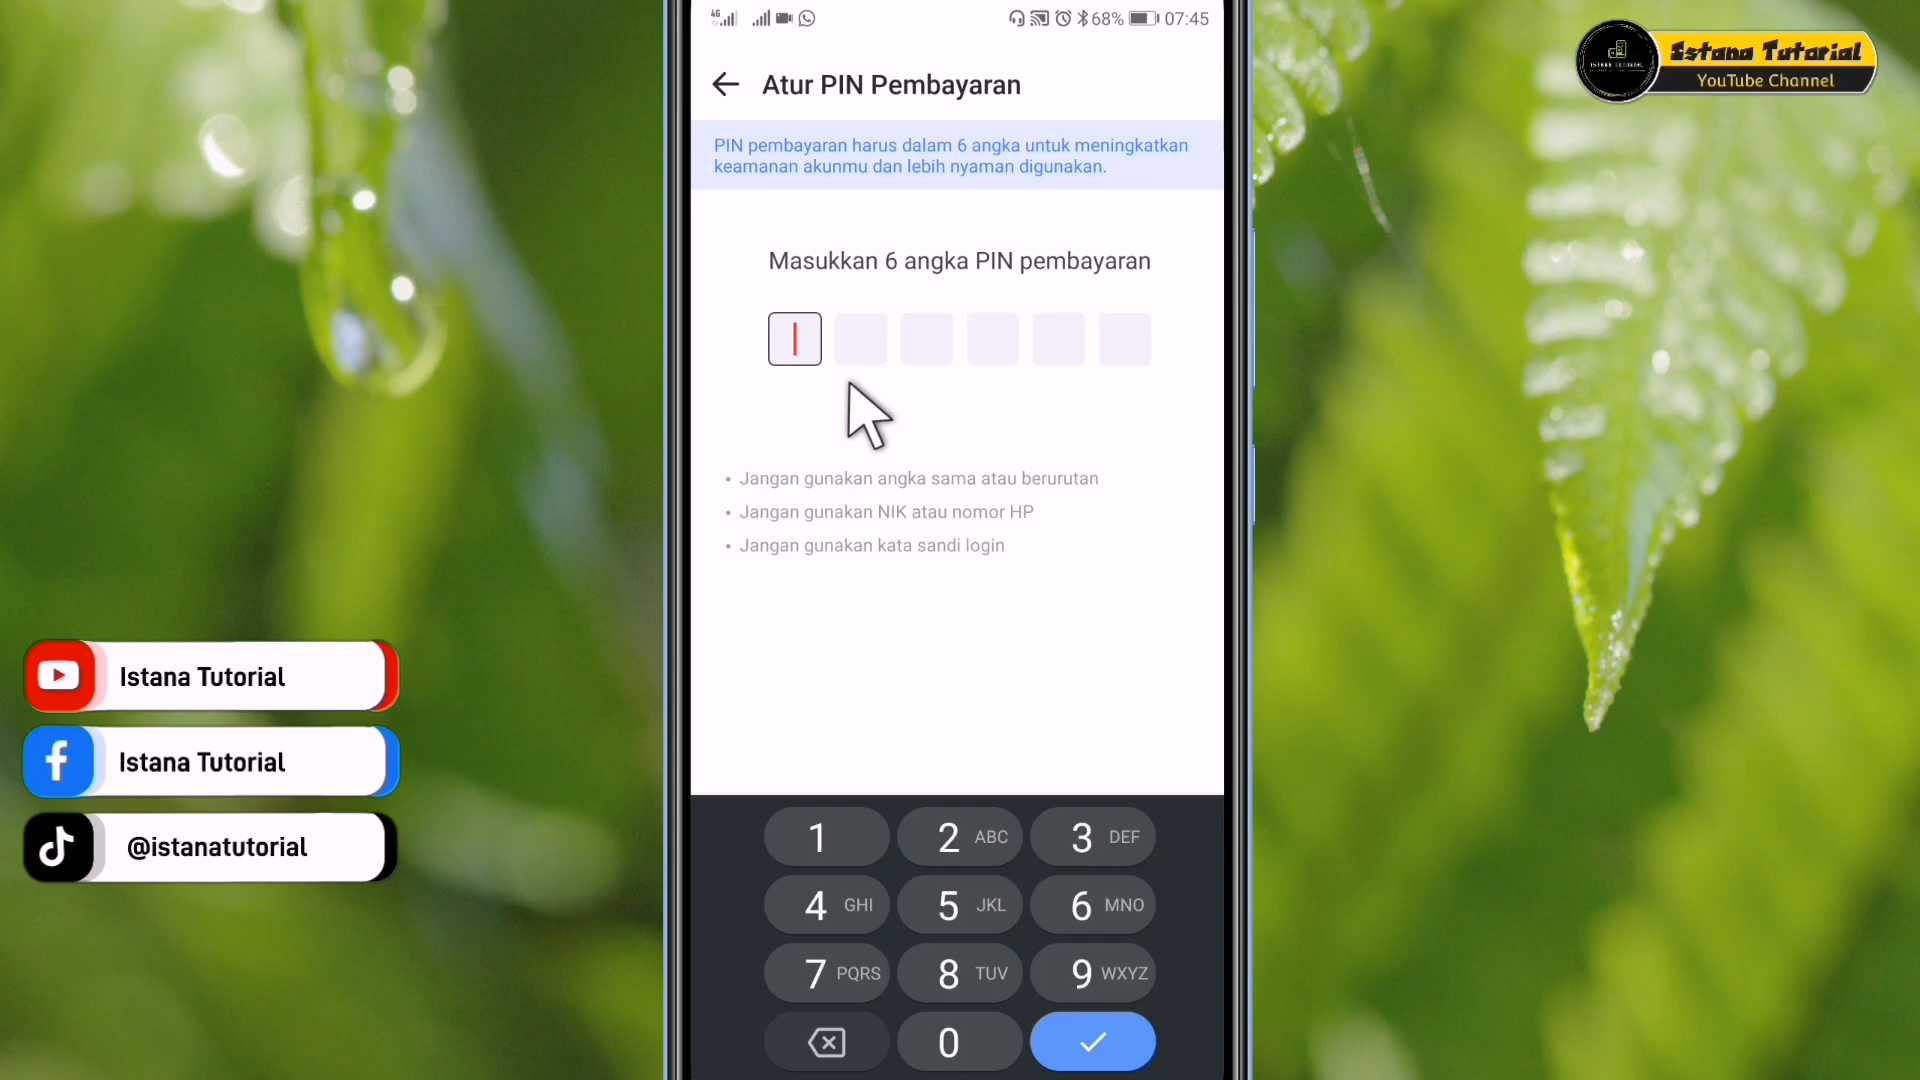 4G
68%
07:45
Atur PIN Pembayaran
PIN pembayaran harus dalam 6 angka untuk meningkatkan
keamanan akunmu dan lebih nyaman digunakan.
Masukkan 6 angka PIN pembayaran
• Jangan gunakan angka sama atau berurutan
• Jangan gunakan NIK atau nomor HP
• Jangan gunakan kata sandi login
1
2 ABC
3 DEF
4 GHI
5 JKL
6 MNO
7 PQRS
8 TUV
9 WXYZ
0
Istana Tutorial
Istana Tutorial
@istanatutorial
ISTANA TUTORIAL
Istana Tutorial
YouTube Channel